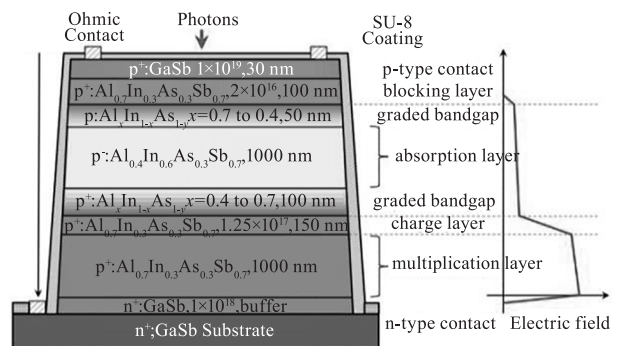 Ohmic Contact
Photons
SU-8 Coating
p⁺:GaSb 1×10¹⁹,30 nm
p-type contact
p⁺:Al₀.₇In₀.₃As₀.₃Sb₀.₇,2×10¹⁶,100 nm
blocking layer
p:AlₓIn₁₋ₓAs₁₋ᵧx=0.7 to 0.4,50 nm
graded bandgap
p⁻:Al₀.₄In₀.₆As₀.₃Sb₀.₇,1000 nm
absorption layer
p⁺:AlₓIn₁₋ₓAs₁₋ᵧx=0.4 to 0.7,100 nm
graded bandgap
p⁺:Al₀.₇In₀.₃As₀.₃Sb₀.₇,1.25×10¹⁷,150 nm
charge layer
p⁺:Al₀.₇In₀.₃As₀.₃Sb₀.₇,1000 nm
multiplication layer
n⁺:GaSb,1×10¹⁸,buffer
n⁺;GaSb Substrate
n-type contact
Electric field